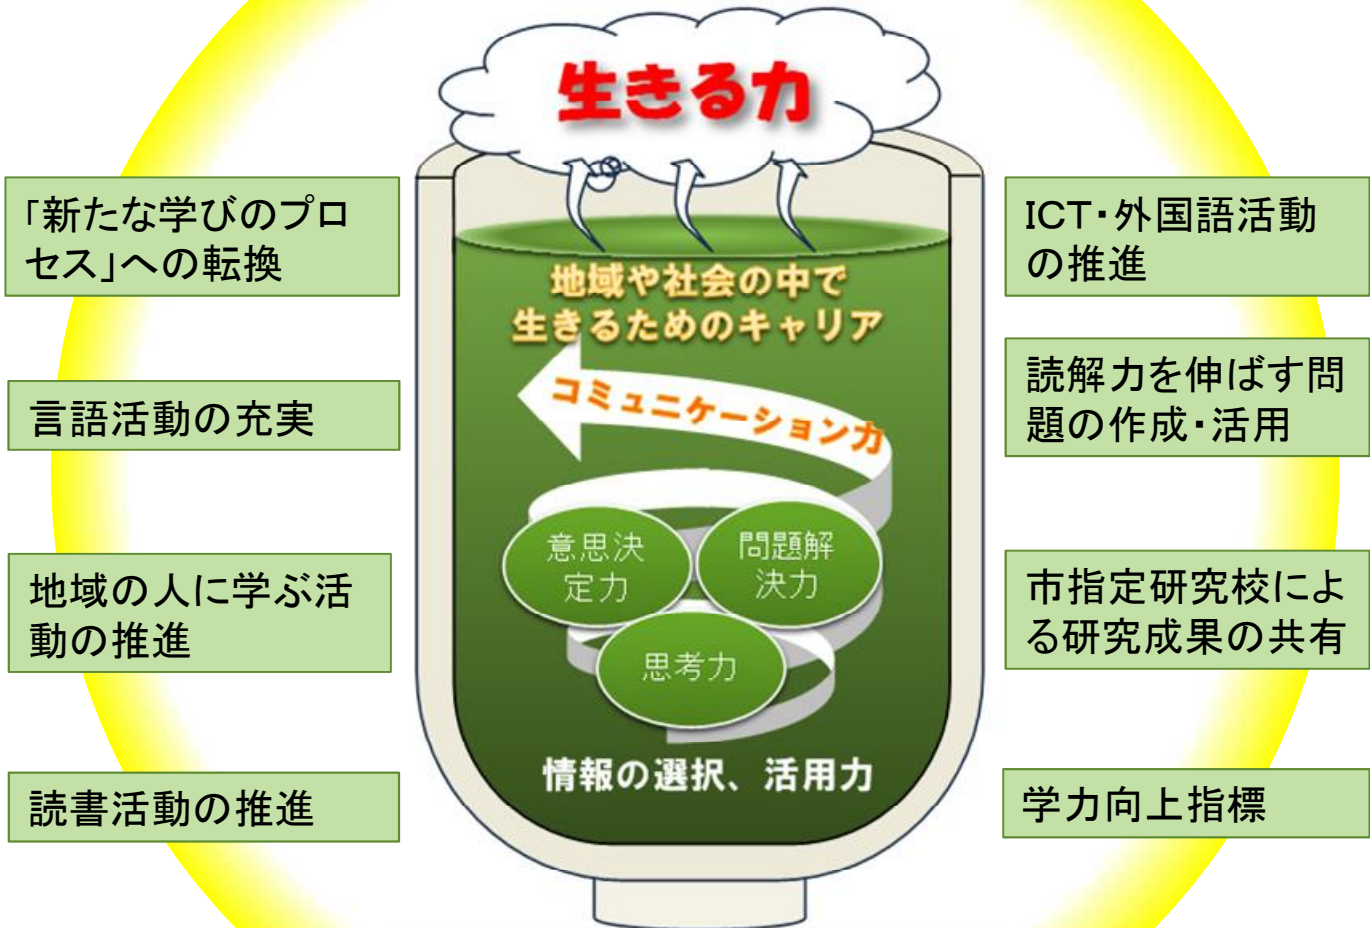 生きる力
「新たな学びのプロ
セス」への転換
言語活動の充実
地域の人に学ぶ活
動の推進
読書活動の推進
地域や社会の中で
生きるためのキャリア
コミュニケーション力
意思決
定力
問題解
決力
思考力
情報の選択、活用力
ICT・外国語活動
の推進
読解力を伸ばす問
題の作成・活用
市指定研究校によ
る研究成果の共有
学力向上指標